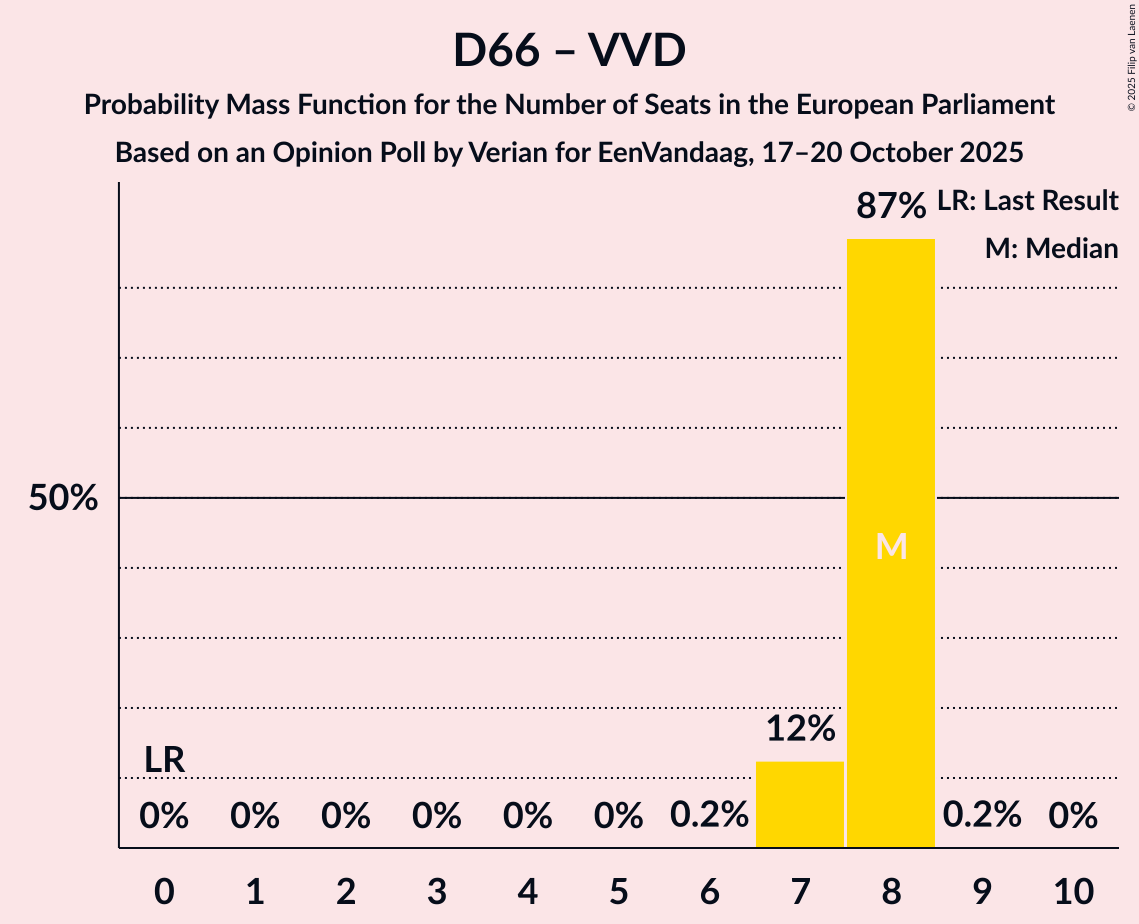 D66 – VVD
Probability Mass Function for the Number of Seats in the European Parliament
Based on an Opinion Poll by Verian for EenVandaag, 17–20 October 2025
© 2025 Filip van Laenen
LR: Last Result
M: Median
87%
50%
M
12%
LR
0% 0% 0% 0% 0% 0% 0.2% 0.2% 0%
0 1 2 3 4 5 6 7 8 9 10